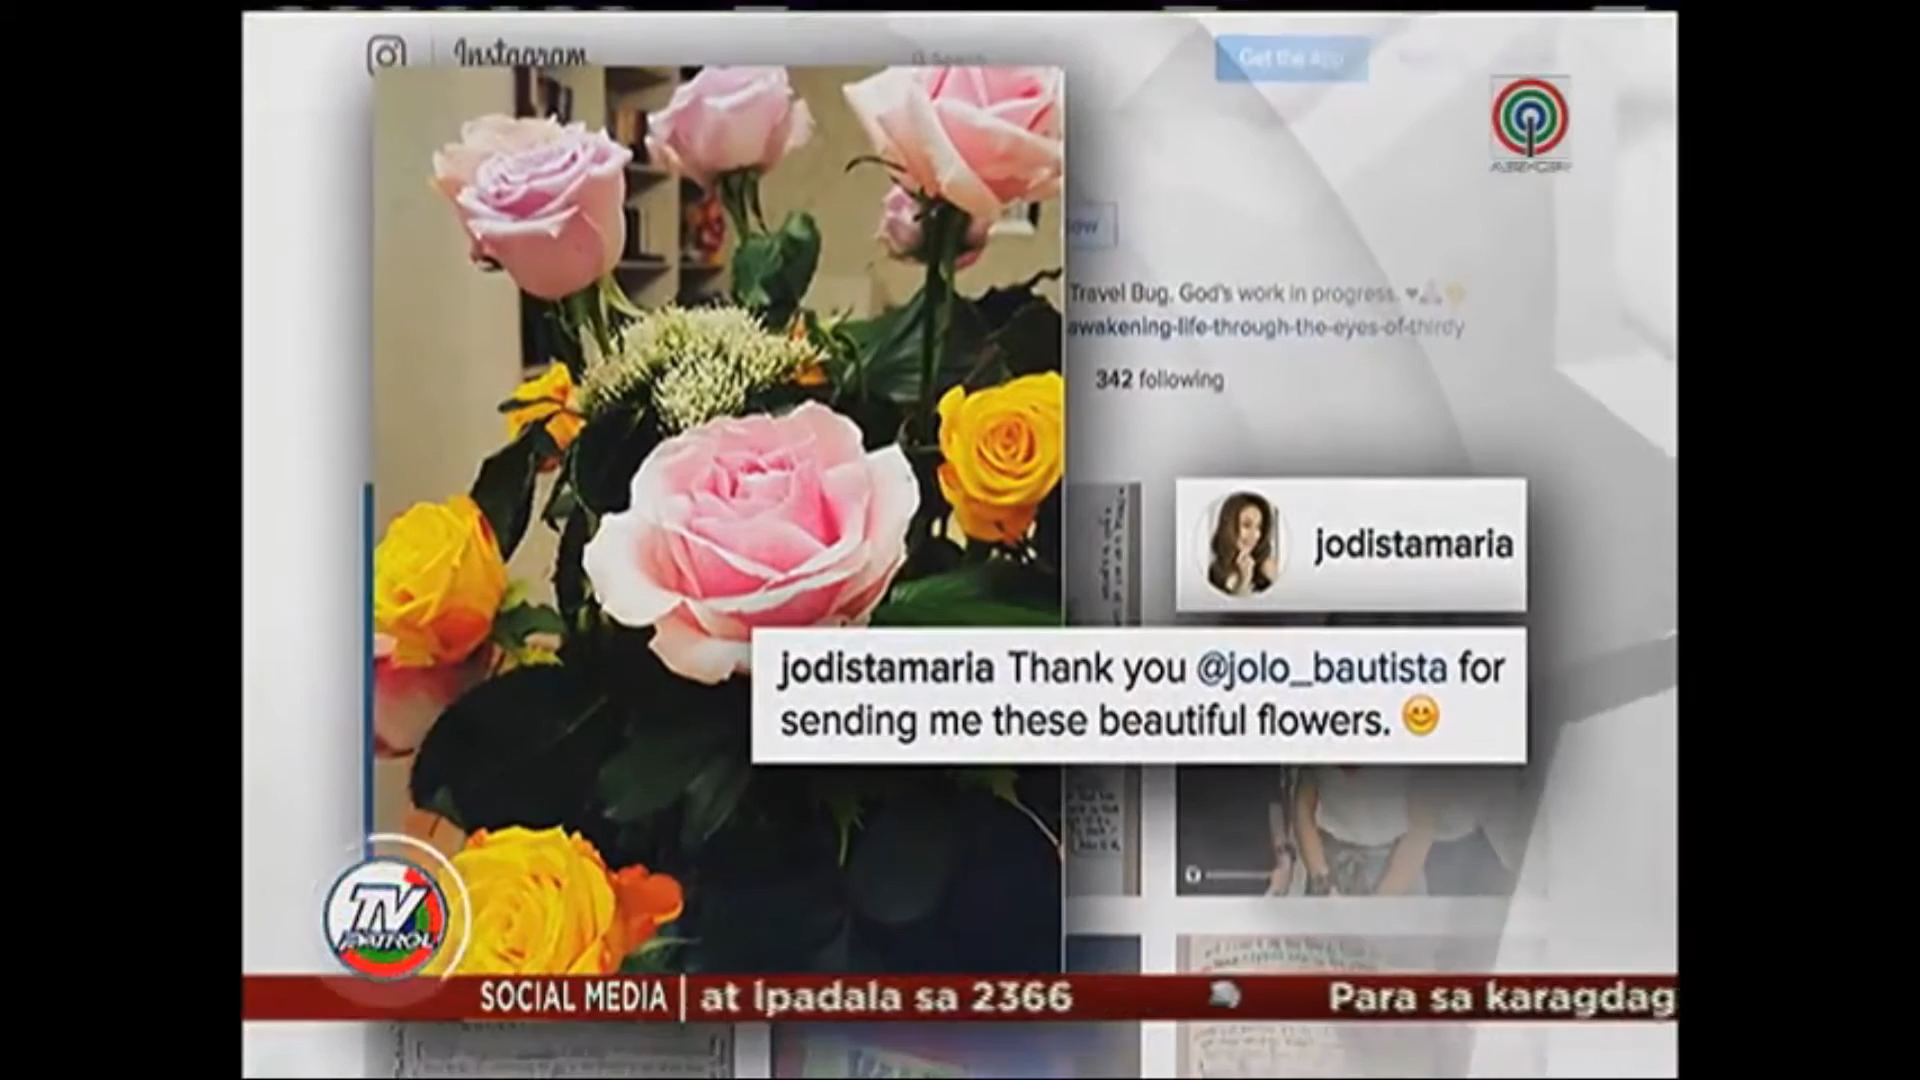 Instagram
Get the App
ABS-CBN
Travel Bug. God's work in progress.
awakening-life-through-the-eyes-of-thirdy
342 following
jodistamaria
jodistamaria Thank you @jolo_bautista for
sending me these beautiful flowers. 😊
TV
PATROL
SOCIAL MEDIA | at ipadala sa 2366 Para sa karagdag